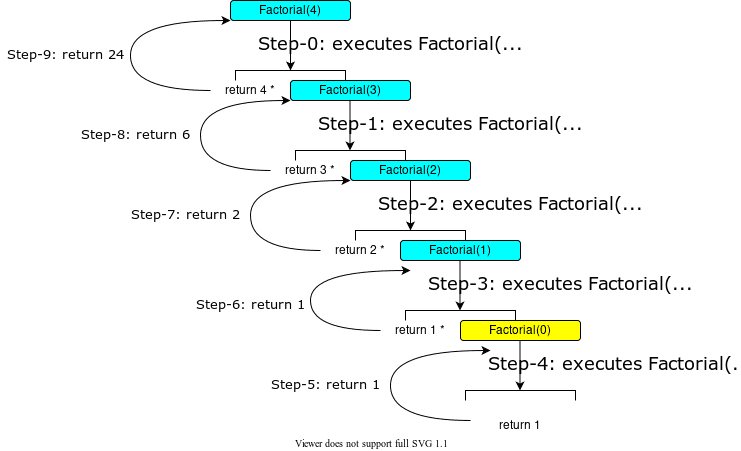 Factorial(4)
Step-0: executes Factorial(...
Step-9: return 24
return 4 *
Factorial(3)
Step-1: executes Factorial(...
Step-8: return 6
return 3 *
Factorial(2)
Step-2: executes Factorial(...
Step-7: return 2
return 2 *
Factorial(1)
Step-3: executes Factorial(...
Step-6: return 1
return 1 *
Factorial(0)
Step-4: executes Factorial(.
Step-5: return 1
return 1
Viewer does not support full SVG 1.1